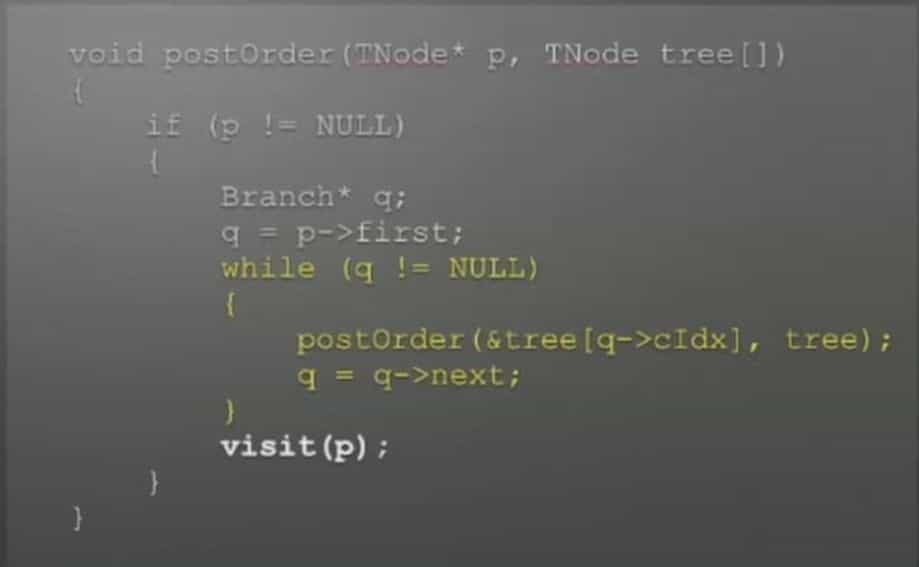 void postOrder(TNode* p, TNode tree[])
{
if (p != NULL)
{
Branch* q;
q = p->first;
while (q != NULL)
{
postOrder(&tree[q->cIdx], tree);
q = q->next;
}
visit(p);
}
}